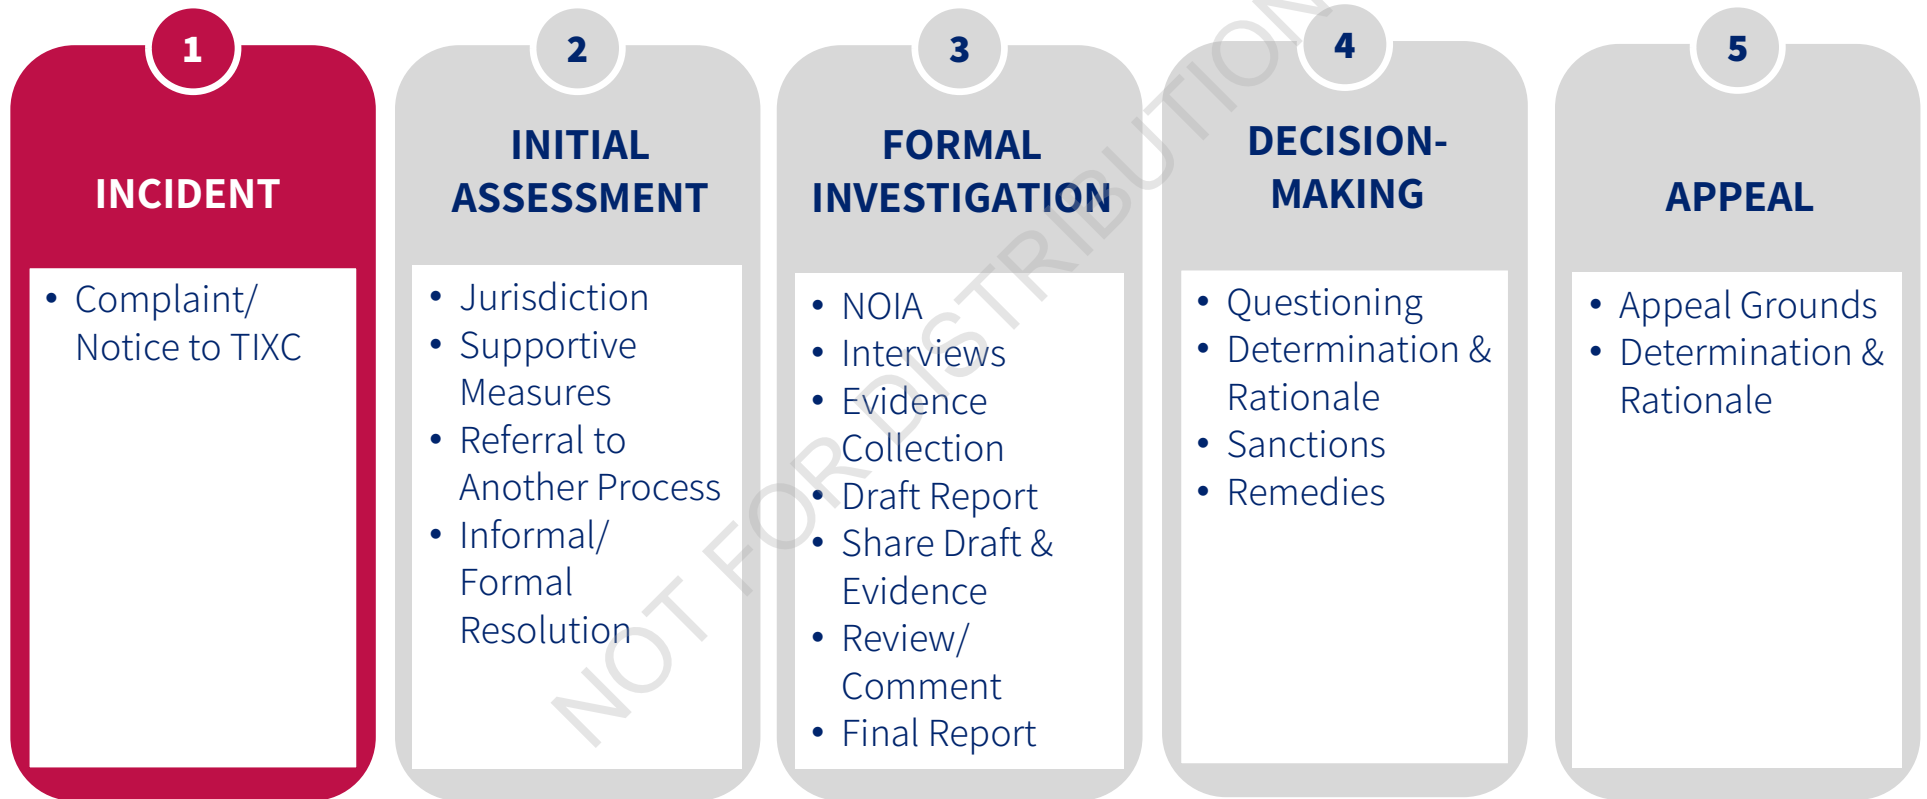 1
INCIDENT
• Complaint/
Notice to TIXC
2
INITIAL
ASSESSMENT
• Jurisdiction
• Supportive
Measures
• Referral to
Another Process
• Informal/
Formal
Resolution
3
FORMAL
INVESTIGATION
• NOIA
• Interviews
• Evidence
Collection
• Draft Report
• Share Draft &
Evidence
• Review/
Comment
• Final Report
4
DECISION-
MAKING
• Questioning
• Determination &
Rationale
• Sanctions
• Remedies
5
APPEAL
• Appeal Grounds
• Determination &
Rationale
NOT FOR DISTRIBUTION